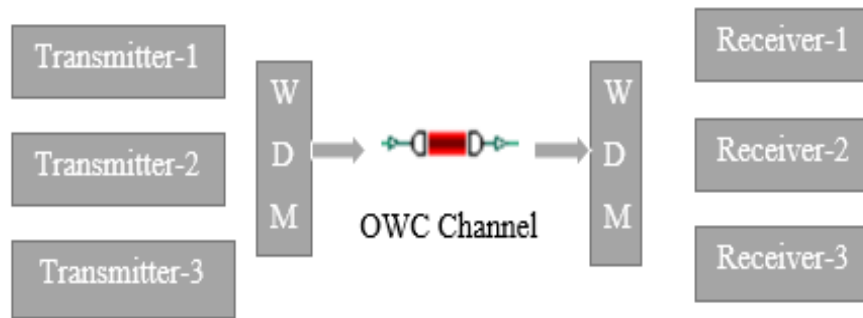 Transmitter-1
Transmitter-2
Transmitter-3
W
D
M
OWC Channel
W
D
M
Receiver-1
Receiver-2
Receiver-3